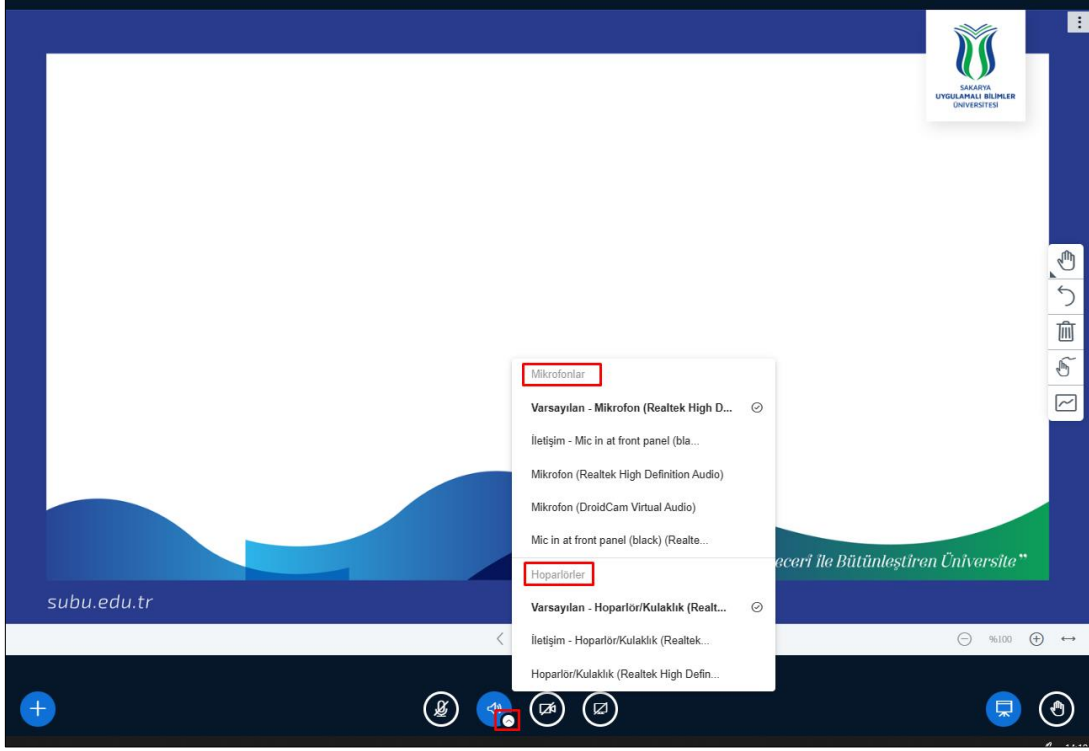 SAKARYA
UYGULAMALI BİLİMLER
ÜNİVERSİTESİ
Mikrofonlar
Varsayılan - Mikrofon (Realtek High D...
İletişim - Mic in at front panel (bla...
Mikrofon (Realtek High Definition Audio)
Mikrofon (DroidCam Virtual Audio)
Mic in at front panel (black) (Realte...
Hoparlörler
eceri ile Bütünleştiren Üniversite”
Varsayılan - Hoparlör/Kulaklık (Realt...
subu.edu.tr
İletişim - Hoparlör/Kulaklık (Realtek...
%100
Hoparlör/Kulaklık (Realtek High Defin...